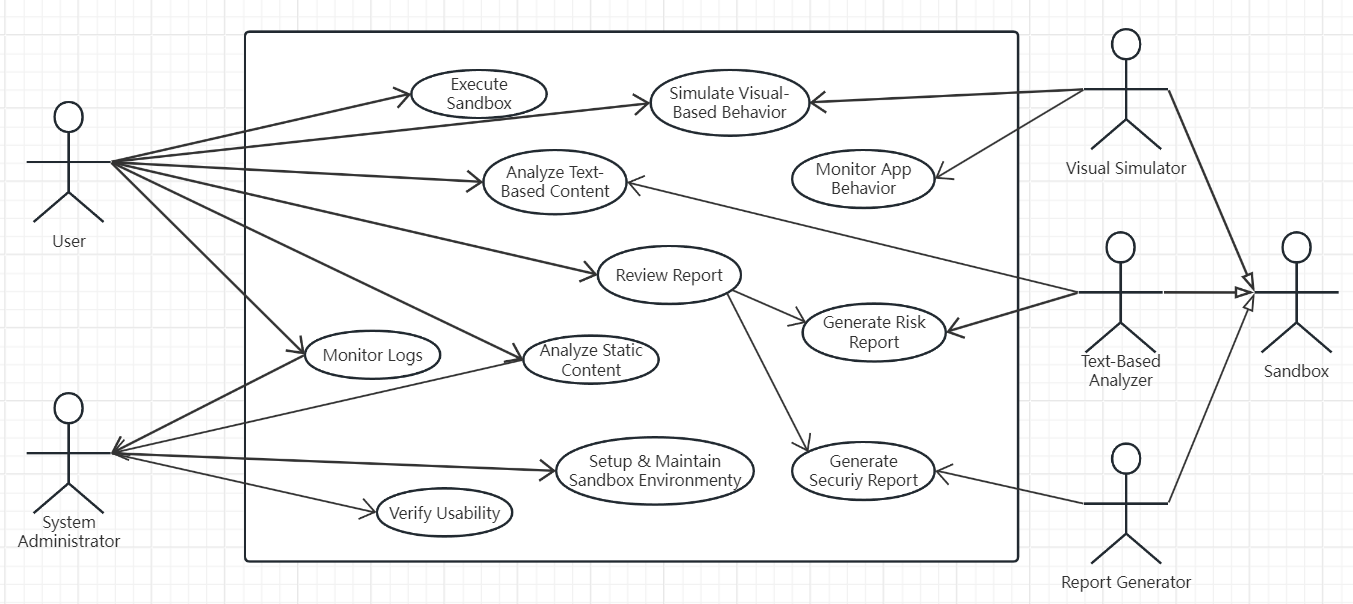 Execute
Sandbox
Simulate Visual-
Based Behavior
Visual Simulator
Analyze Text-
Based Content
Monitor App
Behavior
User
Review Report
Generate Risk
Report
Monitor Logs
Analyze Static
Content
Text-Based
Analyzer
Sandbox
Setup & Maintain
Sandbox Environmenty
Generate
Securiy Report
Verify Usability
System
Administrator
Report Generator